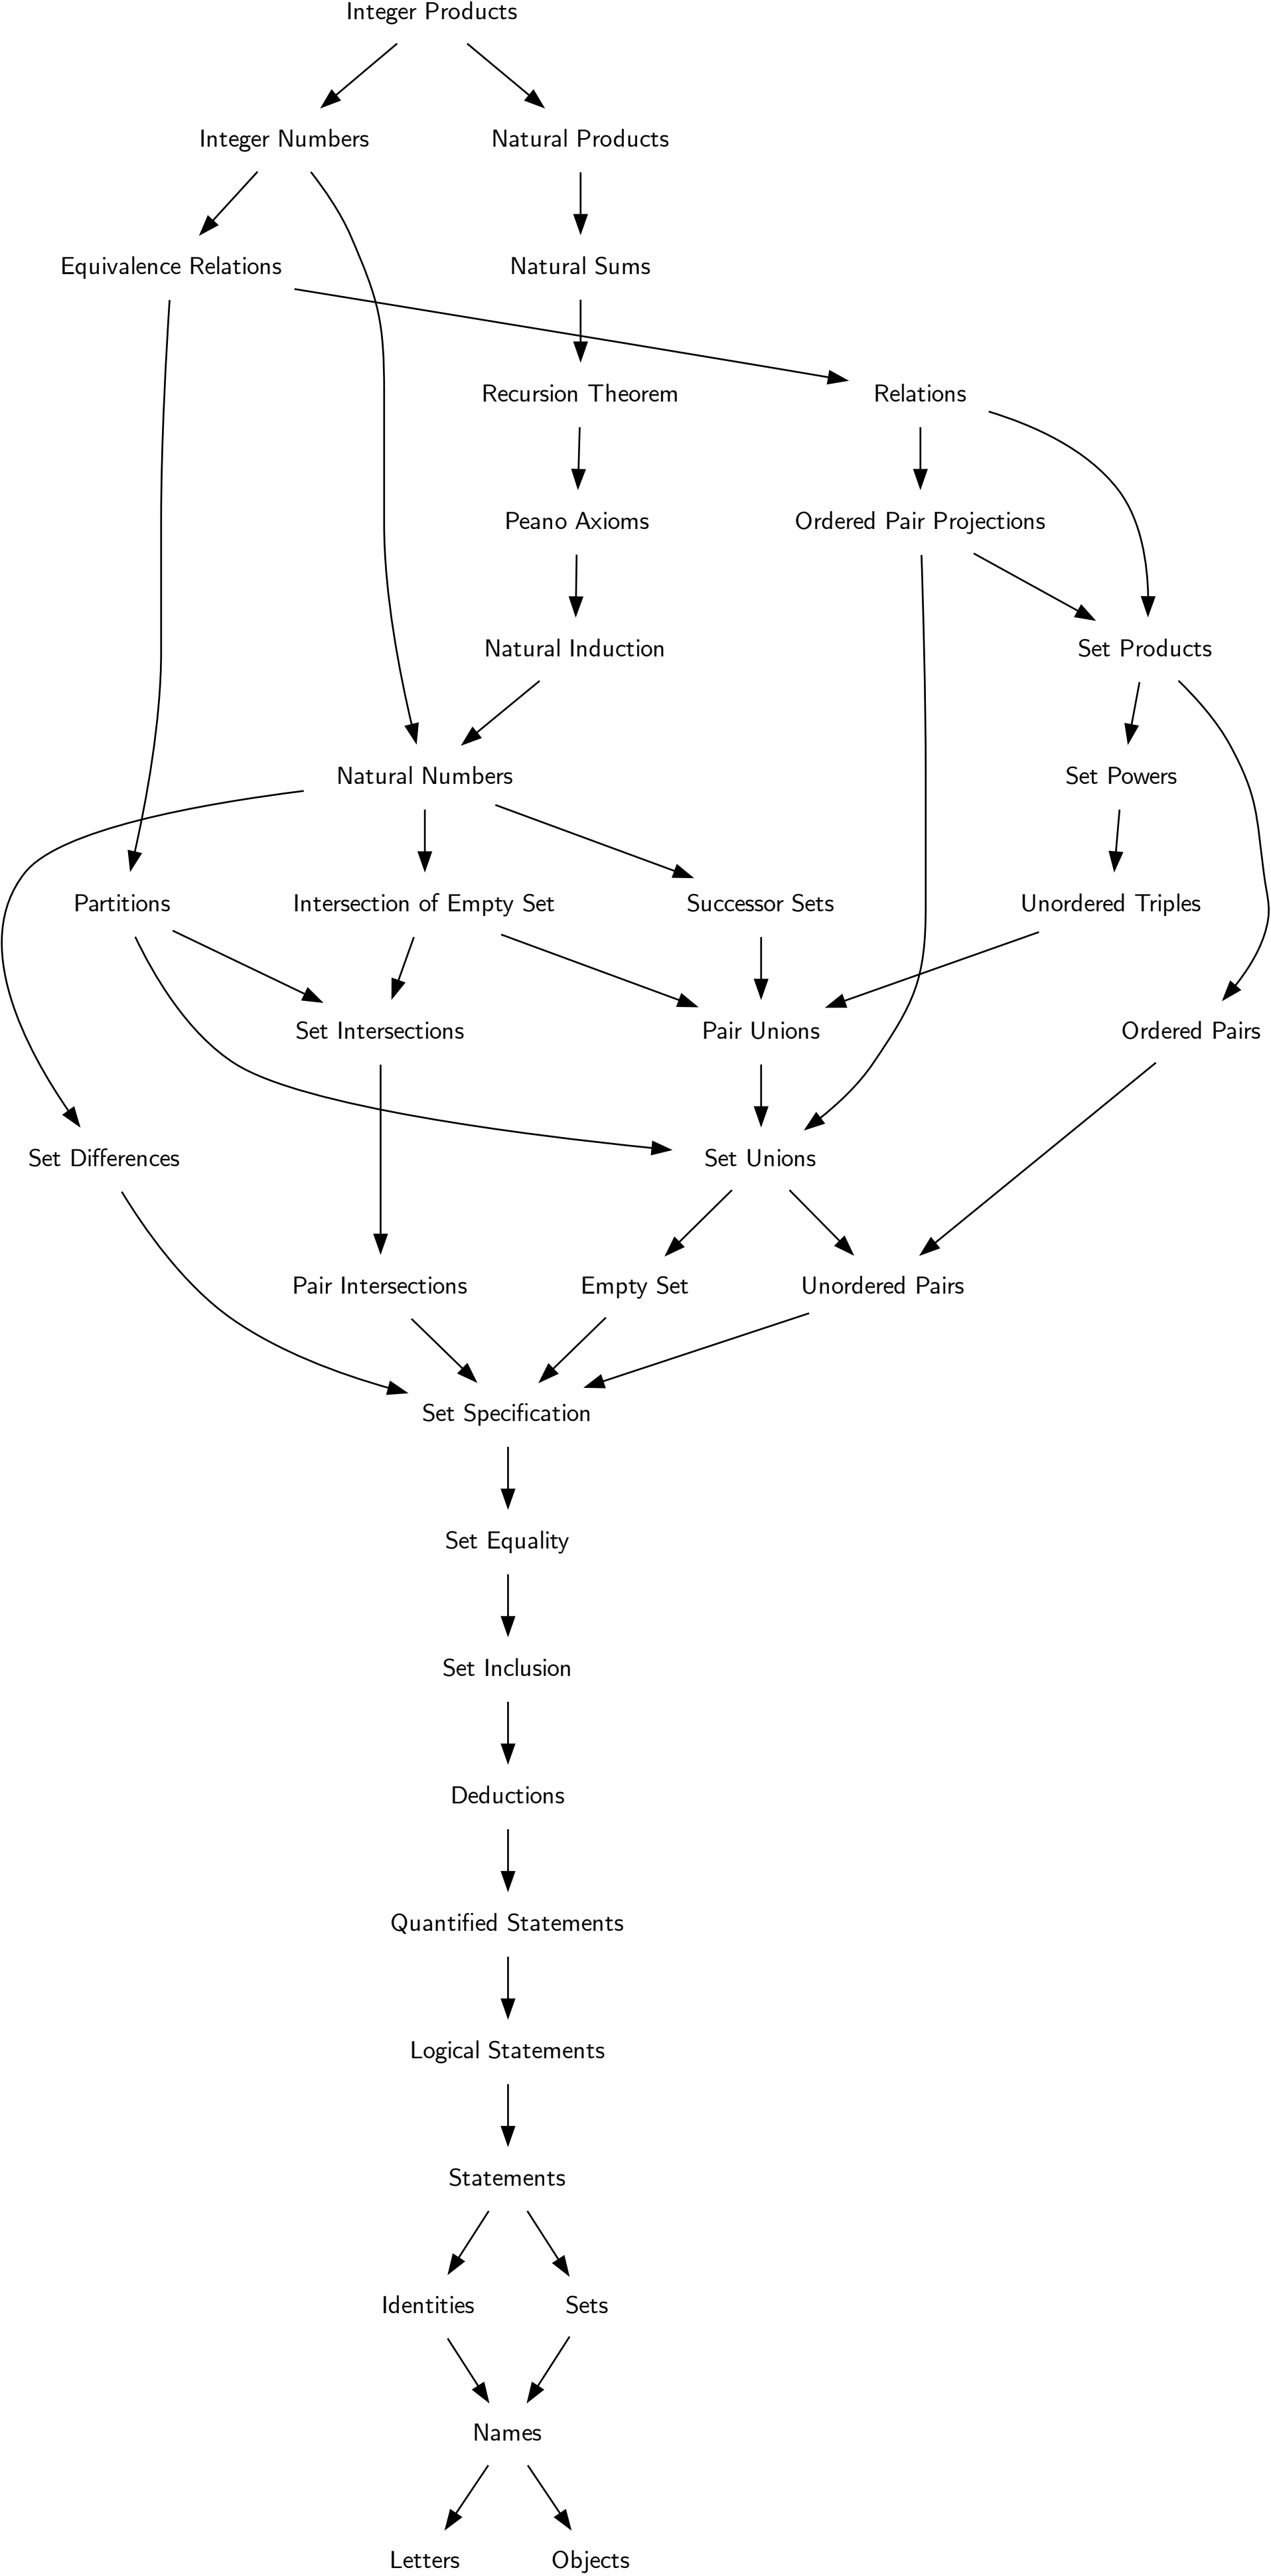 Integer Products
Integer Numbers
Natural Products
Equivalence Relations
Natural Sums
Recursion Theorem
Relations
Peano Axioms
Ordered Pair Projections
Natural Induction
Set Products
Natural Numbers
Set Powers
Partitions
Intersection of Empty Set
Successor Sets
Unordered Triples
Set Intersections
Pair Unions
Ordered Pairs
Set Differences
Set Unions
Pair Intersections
Empty Set
Unordered Pairs
Set Specification
Set Equality
Set Inclusion
Deductions
Quantified Statements
Logical Statements
Statements
Identities
Sets
Names
Letters
Objects